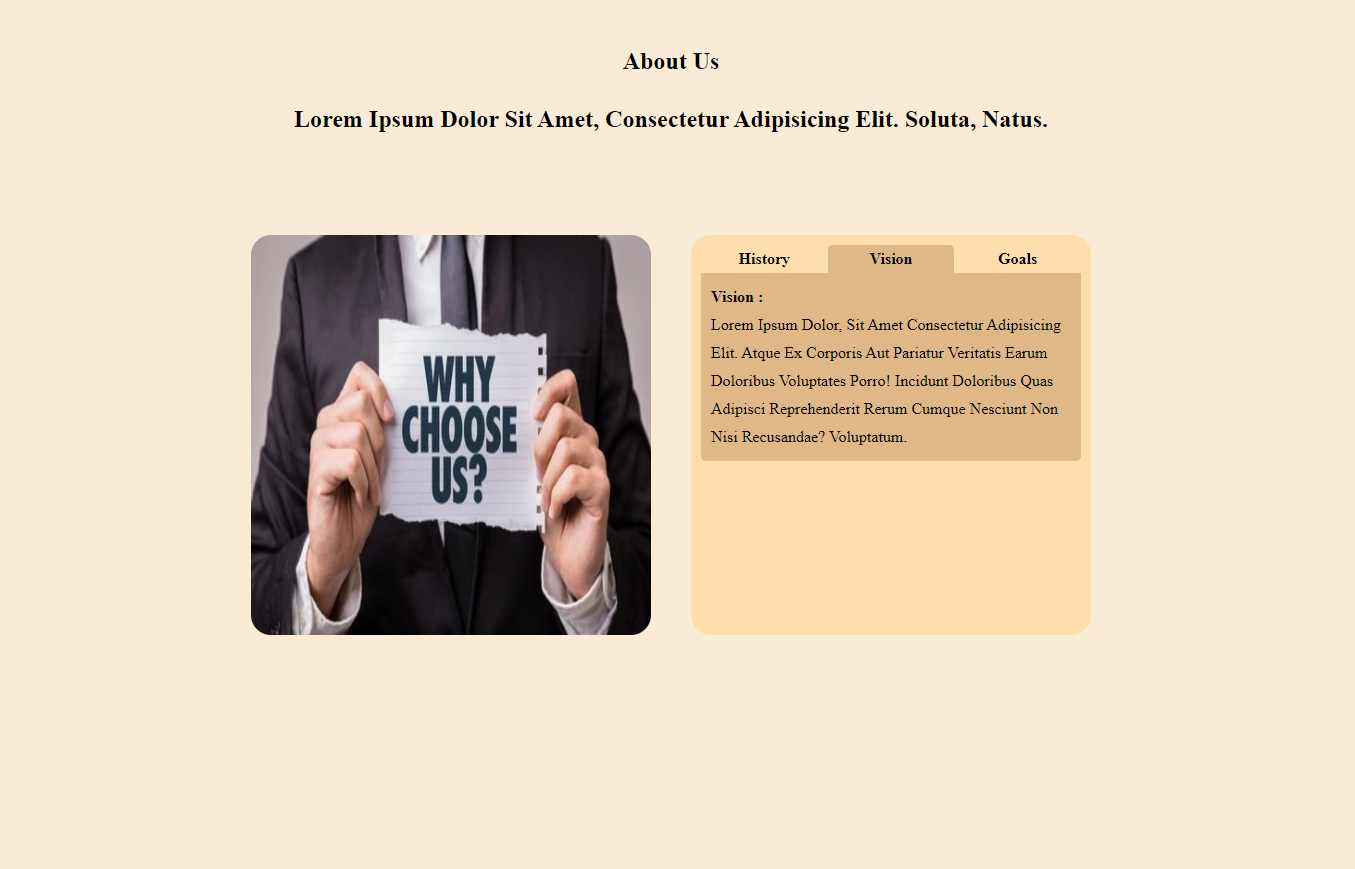 About Us
Lorem Ipsum Dolor Sit Amet, Consectetur Adipisicing Elit. Soluta, Natus.
WHY
CHOOSE
US?
History Vision Goals
Vision :
Lorem Ipsum Dolor, Sit Amet Consectetur Adipisicing
Elit. Atque Ex Corporis Aut Pariatur Veritatis Earum
Doloribus Voluptates Porro! Incidunt Doloribus Quas
Adipisci Reprehenderit Rerum Cumque Nesciunt Non
Nisi Recusandae? Voluptatum.